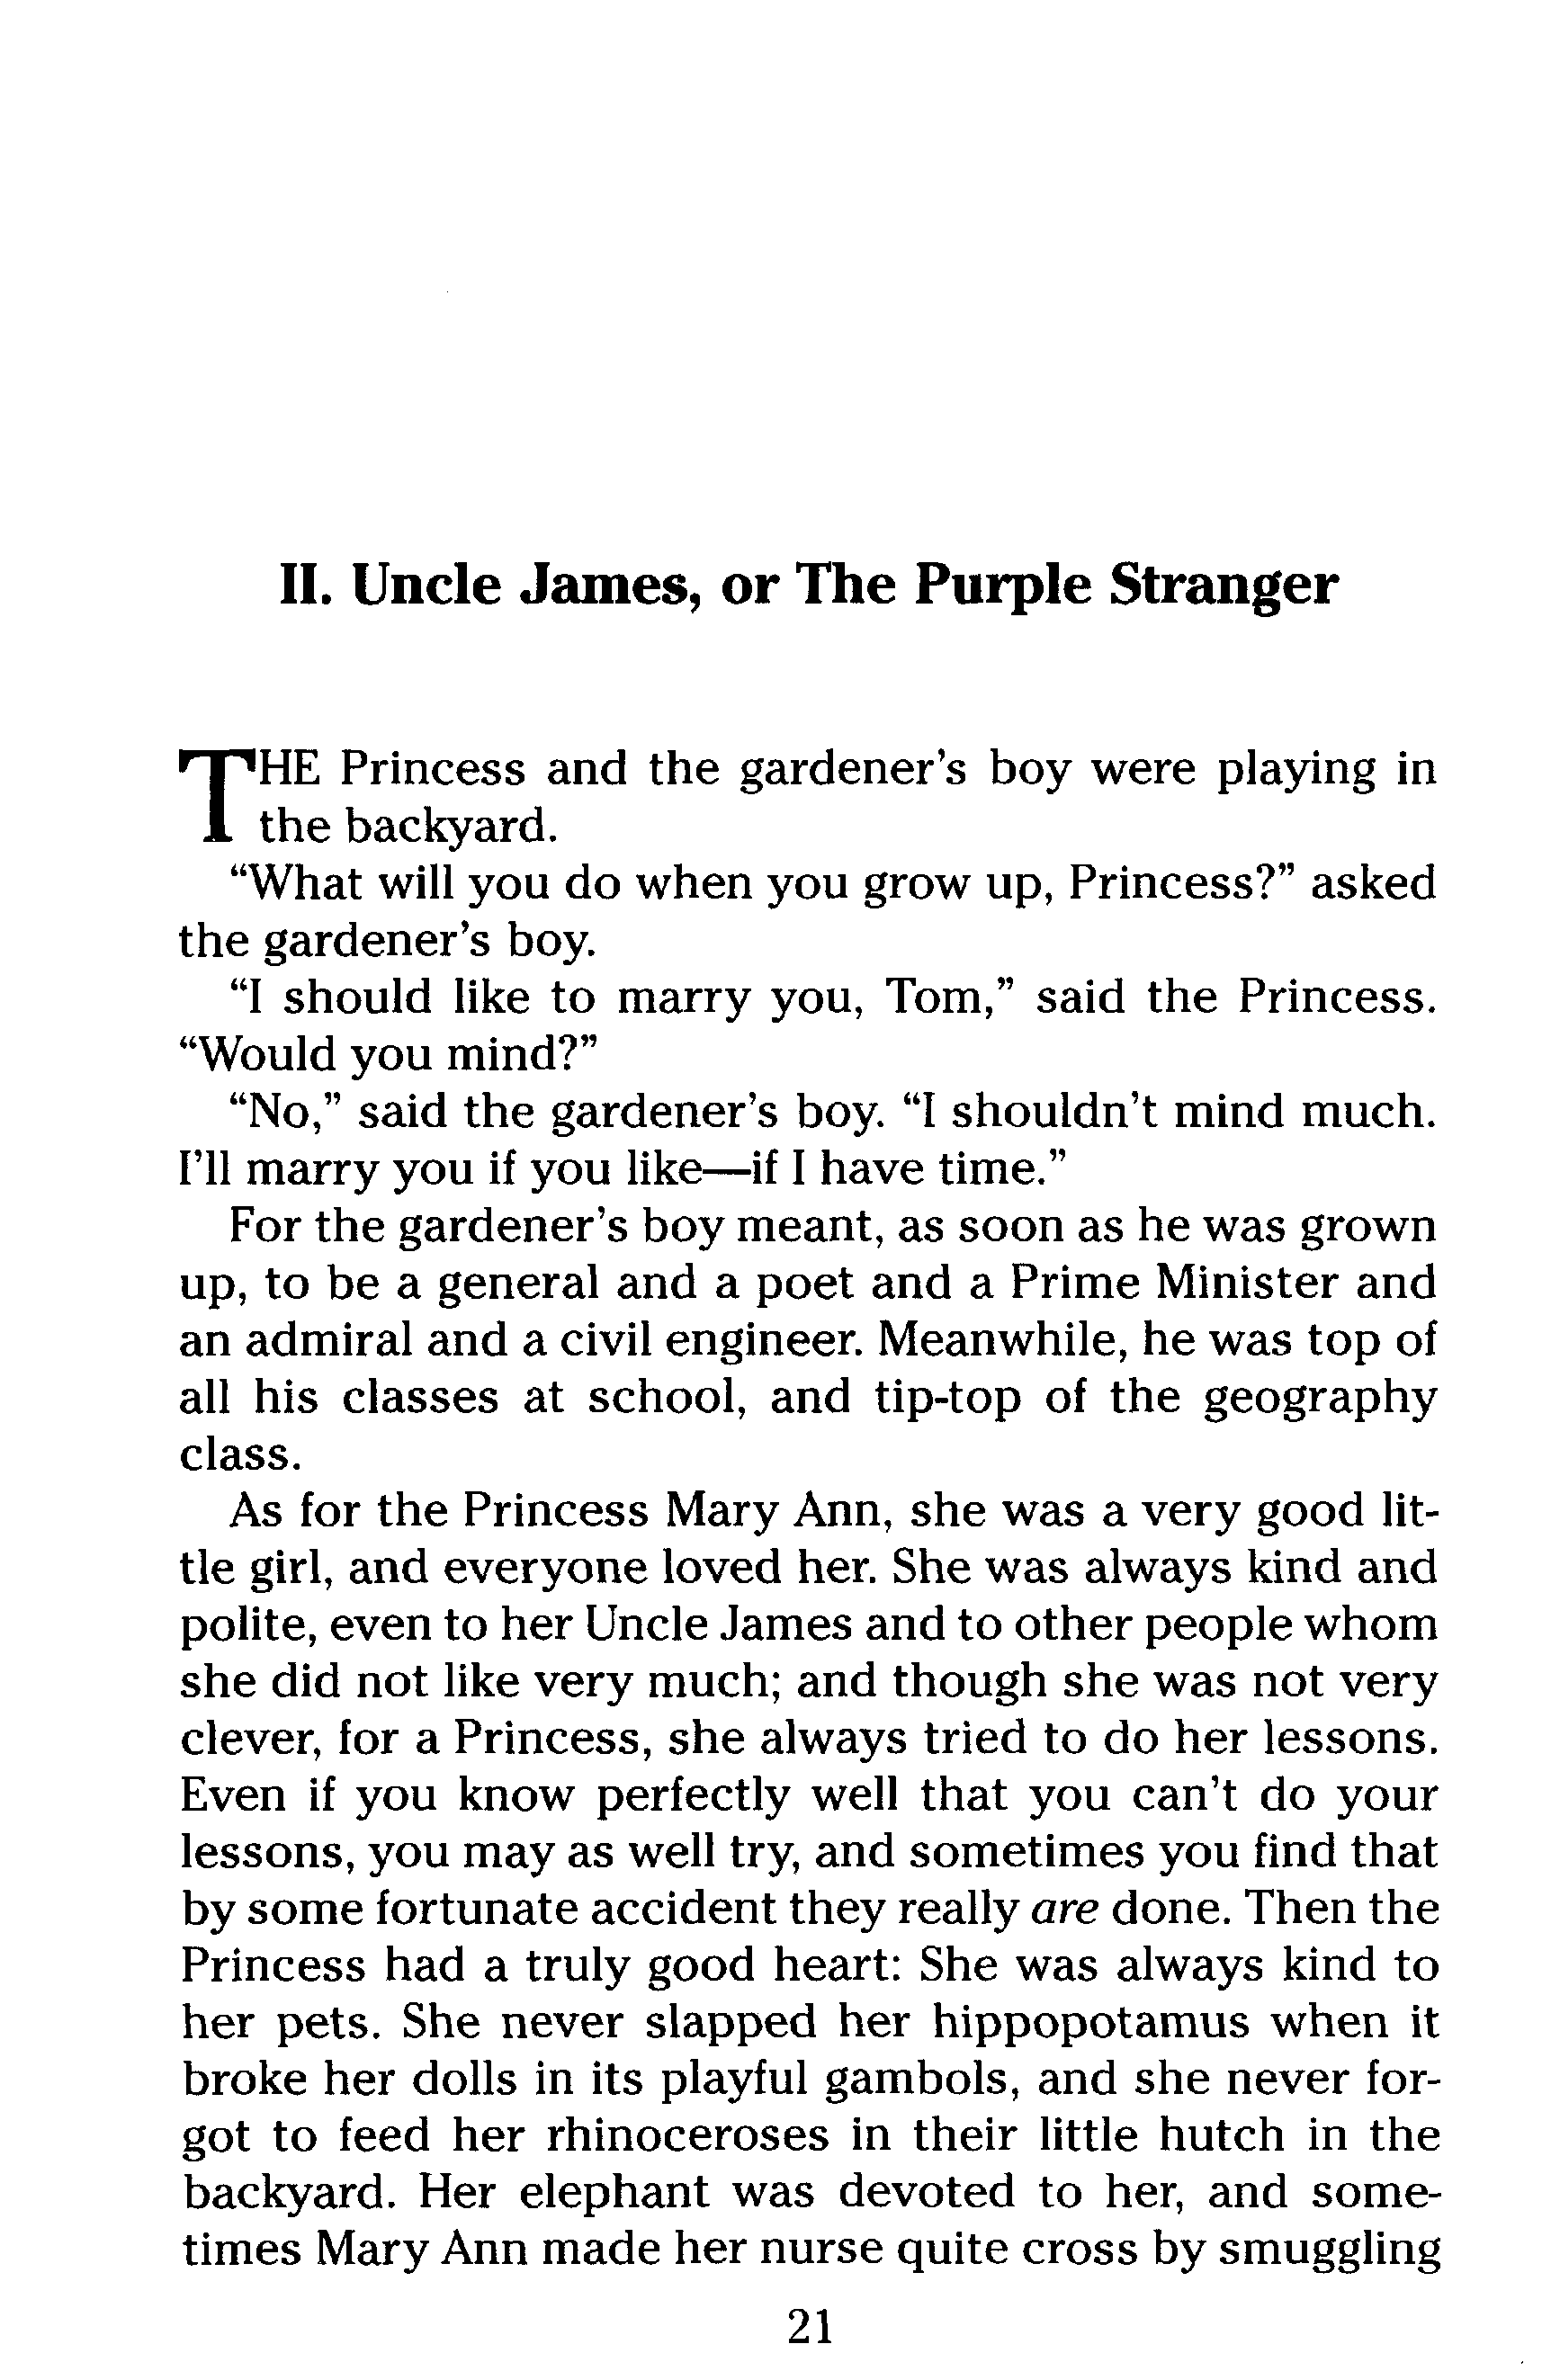 II. Uncle James, or The Purple Stranger
THE Princess and the gardener's boy were playing in
the backyard.
“What will you do when you grow up, Princess?” asked
the gardener's boy.
“I should like to marry you, Tom,” said the Princess.
“Would you mind?”
“No,” said the gardener's boy. “I shouldn't mind much.
I'll marry you if you like—if I have time.”
For the gardener's boy meant, as soon as he was grown
up, to be a general and a poet and a Prime Minister and
an admiral and a civil engineer. Meanwhile, he was top of
all his classes at school, and tip-top of the geography
class.
As for the Princess Mary Ann, she was a very good lit-
tle girl, and everyone loved her. She was always kind and
polite, even to her Uncle James and to other people whom
she did not like very much; and though she was not very
clever, for a Princess, she always tried to do her lessons.
Even if you know perfectly well that you can't do your
lessons, you may as well try, and sometimes you find that
by some fortunate accident they really are done. Then the
Princess had a truly good heart: She was always kind to
her pets. She never slapped her hippopotamus when it
broke her dolls in its playful gambols, and she never for-
got to feed her rhinoceroses in their little hutch in the
backyard. Her elephant was devoted to her, and some-
times Mary Ann made her nurse quite cross by smuggling
21